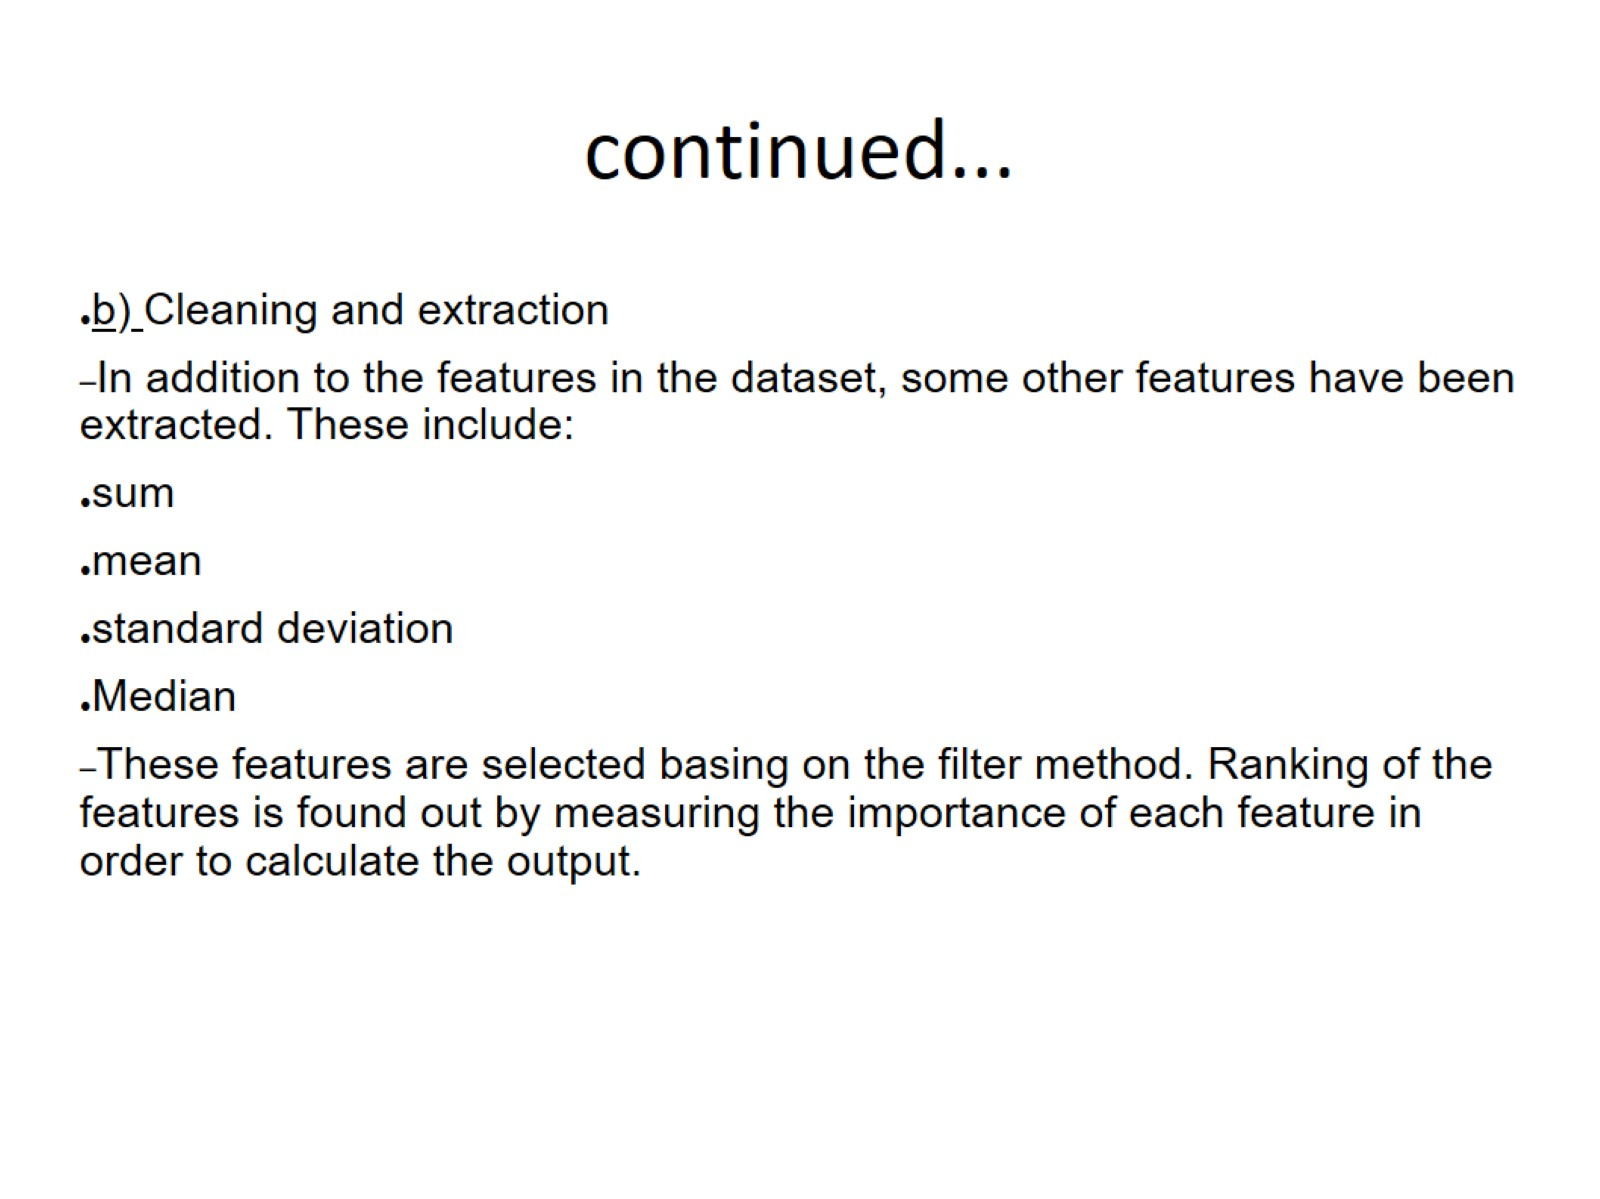 continued...
•b) Cleaning and extraction
–In addition to the features in the dataset, some other features have been
extracted. These include:
•sum
•mean
•standard deviation
•Median
–These features are selected basing on the filter method. Ranking of the
features is found out by measuring the importance of each feature in
order to calculate the output.